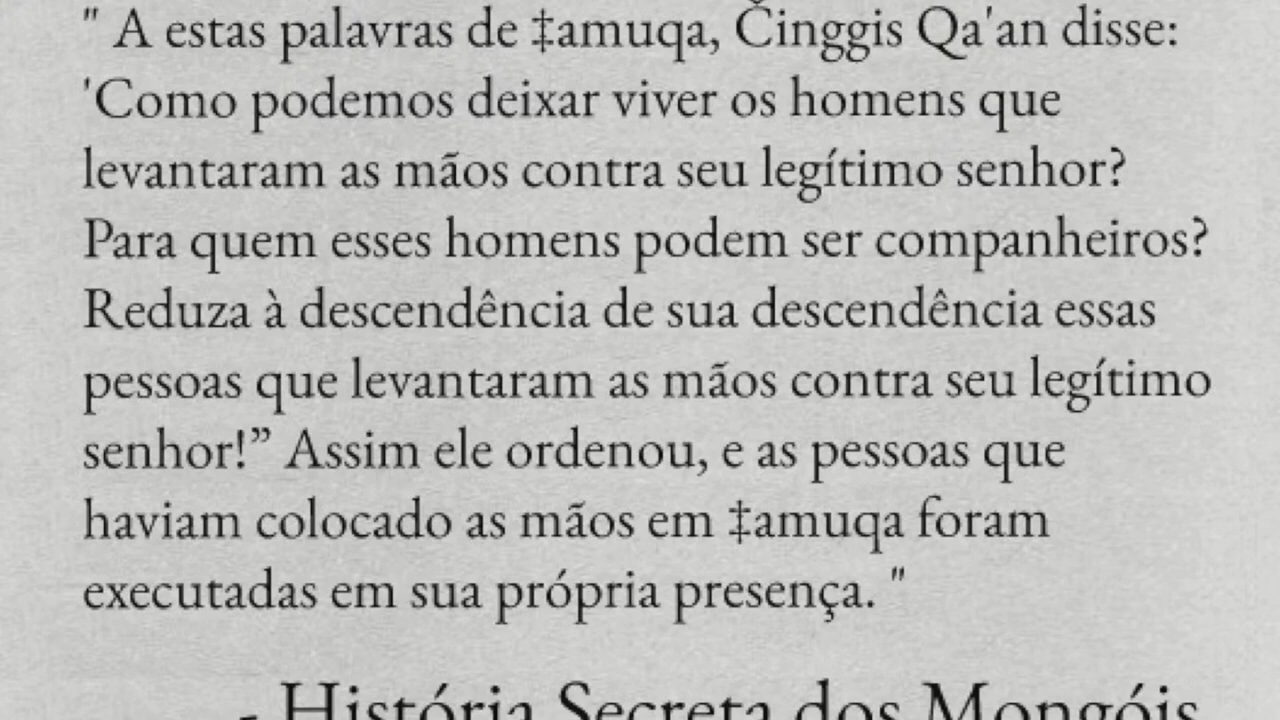 " A estas palavras de ‡amuqa, Činggis Qa'an disse:
'Como podemos deixar viver os homens que
levantaram as mãos contra seu legítimo senhor?
Para quem esses homens podem ser companheiros?
Reduza à descendência de sua descendência essas
pessoas que levantaram as mãos contra seu legítimo
senhor!” Assim ele ordenou, e as pessoas que
haviam colocado as mãos em ‡amuqa foram
executadas em sua própria presença. "
- História Secreta dos Mongóis